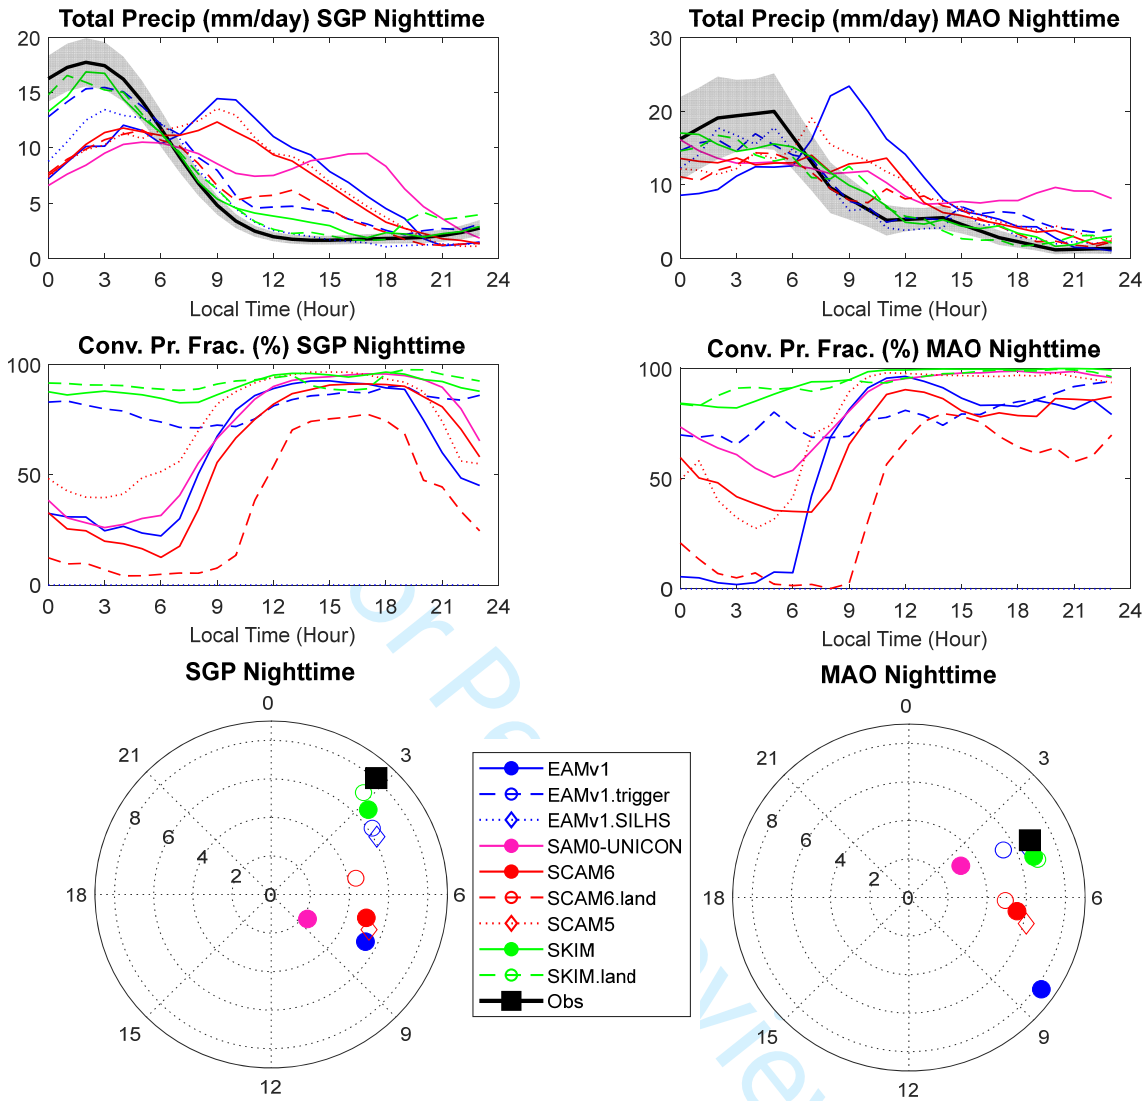 Total Precip (mm/day) SGP Nighttime
20
15
10
5
0
0 3 6 9 12 15 18 21 24
Local Time (Hour)
Total Precip (mm/day) MAO Nighttime
30
20
10
0
0 3 6 9 12 15 18 21 24
Local Time (Hour)
Conv. Pr. Frac. (%) SGP Nighttime
100
50
0
0 3 6 9 12 15 18 21 24
Local Time (Hour)
Conv. Pr. Frac. (%) MAO Nighttime
100
50
0
0 3 6 9 12 15 18 21 24
Local Time (Hour)
SGP Nighttime
0
21
3
8
6
4
2
0
18
6
15
9
12
EAMv1
EAMv1.trigger
EAMv1.SILHS
SAM0-UNICON
SCAM6
SCAM6.land
SCAM5
SKIM
SKIM.land
Obs
MAO Nighttime
0
21
3
8
6
4
2
0
18
6
15
9
12